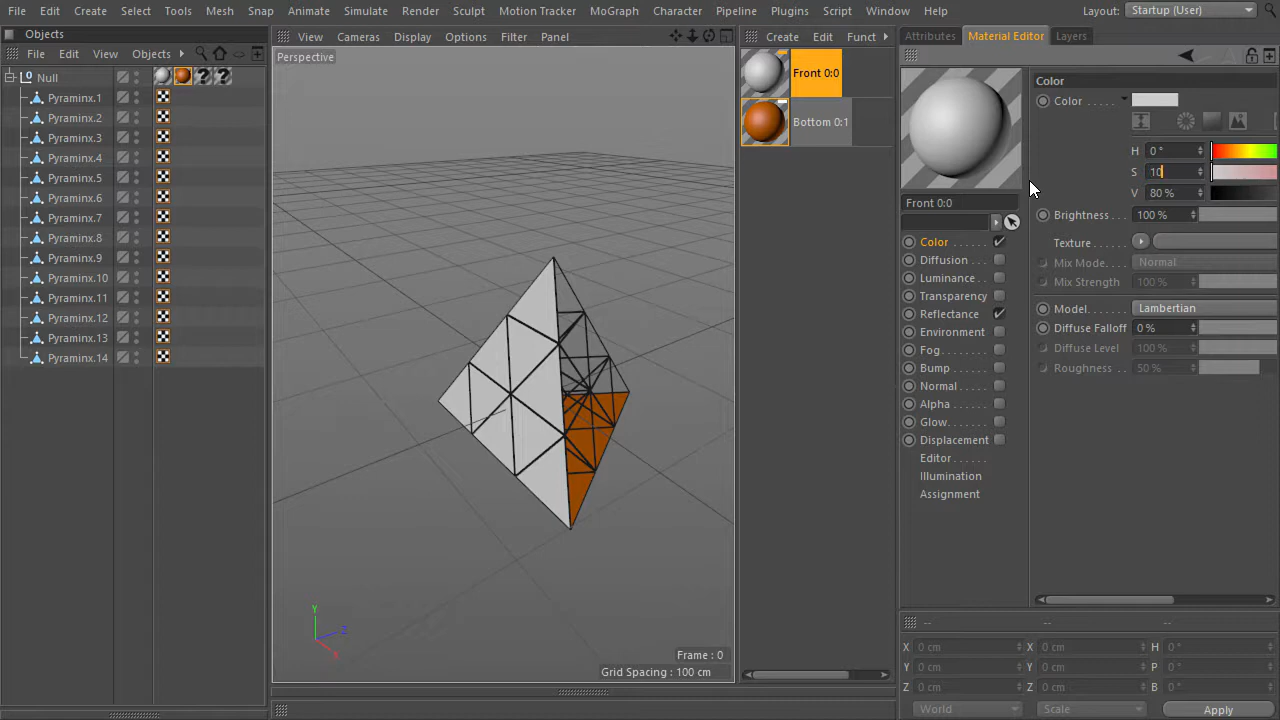 File Edit Create Select Tools Mesh Snap Animate Simulate Render Sculpt Motion Tracker MoGraph Character Pipeline Plugins Script Window Help Layout: Startup (User)
Objects
File Edit View Objects
Null
Pyraminx.1
Pyraminx.2
Pyraminx.3
Pyraminx.4
Pyraminx.5
Pyraminx.6
Pyraminx.7
Pyraminx.8
Pyraminx.9
Pyraminx.10
Pyraminx.11
Pyraminx.12
Pyraminx.13
Pyraminx.14
View Cameras Display Options Filter Panel
Perspective
Y
Z
X
Frame : 0
Grid Spacing : 100 cm
Create Edit Funct
Front 0:0
Bottom 0:1
Attributes Material Editor Layers
Front 0:0
Color ......
Diffusion ...
Luminance ..
Transparency
Reflectance
Environment
Fog........
Bump .....
Normal ....
Alpha .....
Glow.......
Displacement
Editor ......
Illumination
Assignment
Color
Color .....
H 0 °
S 10
V 80 %
Brightness.... 100 %
Texture.....
Mix Mode.... Normal
Mix Strength 100 %
Model....... Lambertian
Diffuse Falloff 0 %
Diffuse Level 100 %
Roughness.. 50 %
-- -- --
X 0 cm X 0 cm H 0 °
Y 0 cm Y 0 cm P 0 °
Z 0 cm Z 0 cm B 0 °
World Scale Apply